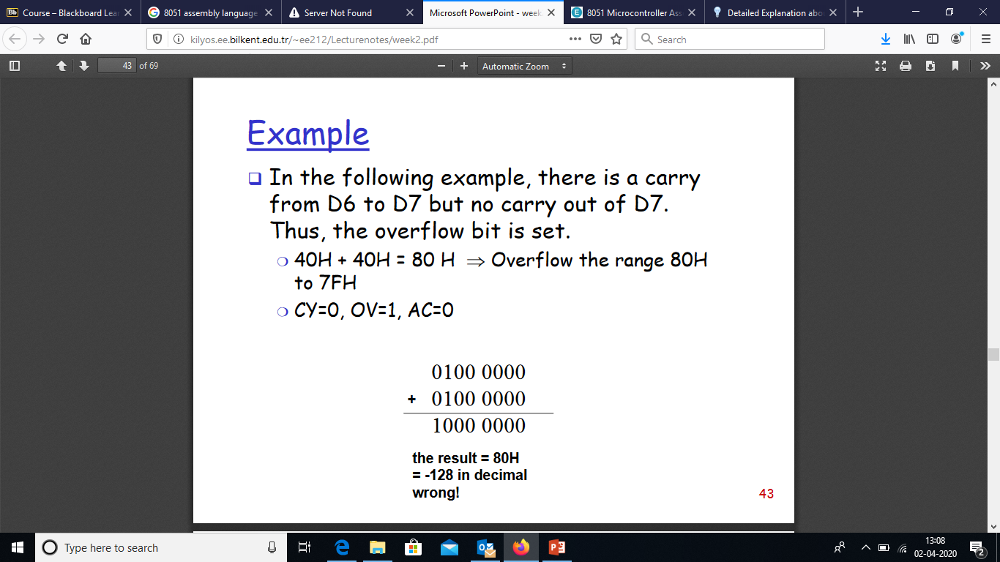 Bb Course – Blackboard Lea
8051 assembly language
Server Not Found
Microsoft PowerPoint - week
8051 Microcontroller Ass
Detailed Explanation abo
kilyos.ee.bilkent.edu.tr/~ee212/Lecturenotes/week2.pdf
Search
43 of 69
Automatic Zoom
Example
In the following example, there is a carry
from D6 to D7 but no carry out of D7.
Thus, the overflow bit is set.
40H + 40H = 80 H ⇒ Overflow the range 80H
to 7FH
CY=0, OV=1, AC=0
0100 0000
+ 0100 0000
1000 0000
the result = 80H
= -128 in decimal
wrong!
43
Type here to search
13:08
02-04-2020
2